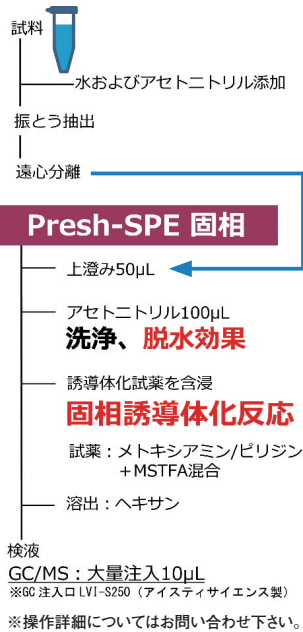 試料
水およびアセトニトリル添加
振とう抽出
遠心分離
Presh-SPE 固相
上澄み50µL
アセトニトリル100µL
洗浄、脱水効果
誘導体化試薬を含浸
固相誘導体化反応
試薬：メトキシアミン/ピリジン
＋MSTFA混合
溶出：ヘキサン
検液
GC/MS：大量注入10µL
※GC 注入口 LVI-S250（アイスティサイエンス製）
※操作詳細についてはお問い合わせ下さい。